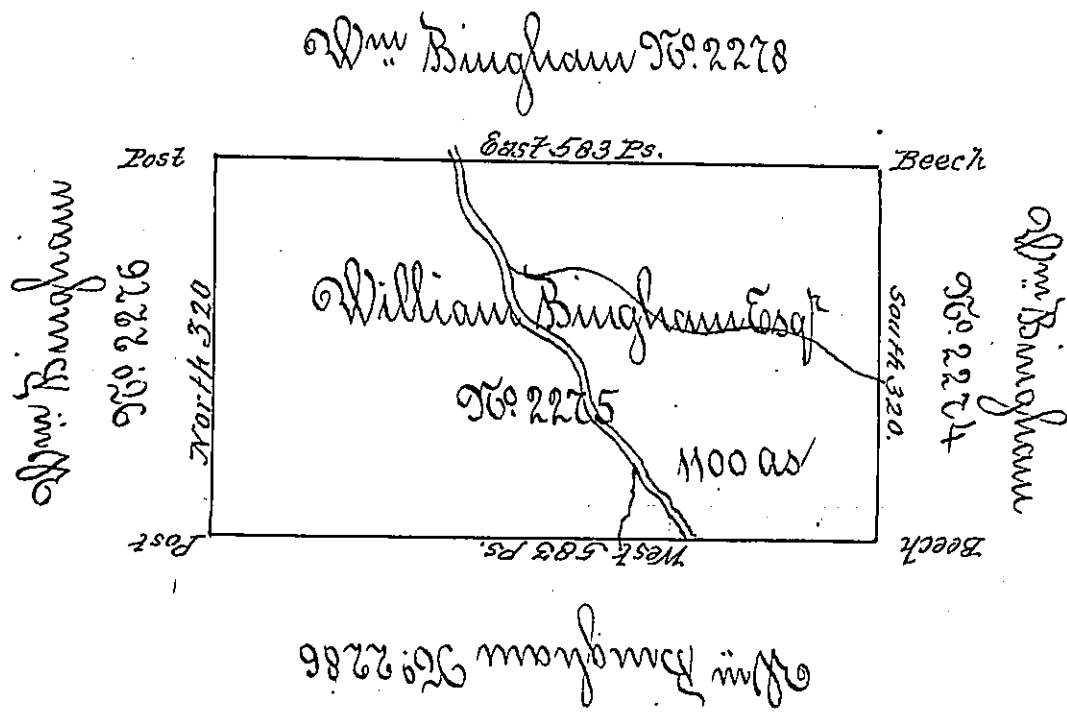 Wm Bingham No. 2278
Post
East 583 Ps.
Beech
Wm. Bingham
No. 2276
North 320
William Bingham Esqr
No. 2275
1100 as
South 320.
No. 2274
Wm Bingham
Post
West 583 Ps.
Beech
Wm Bingham No. 2286